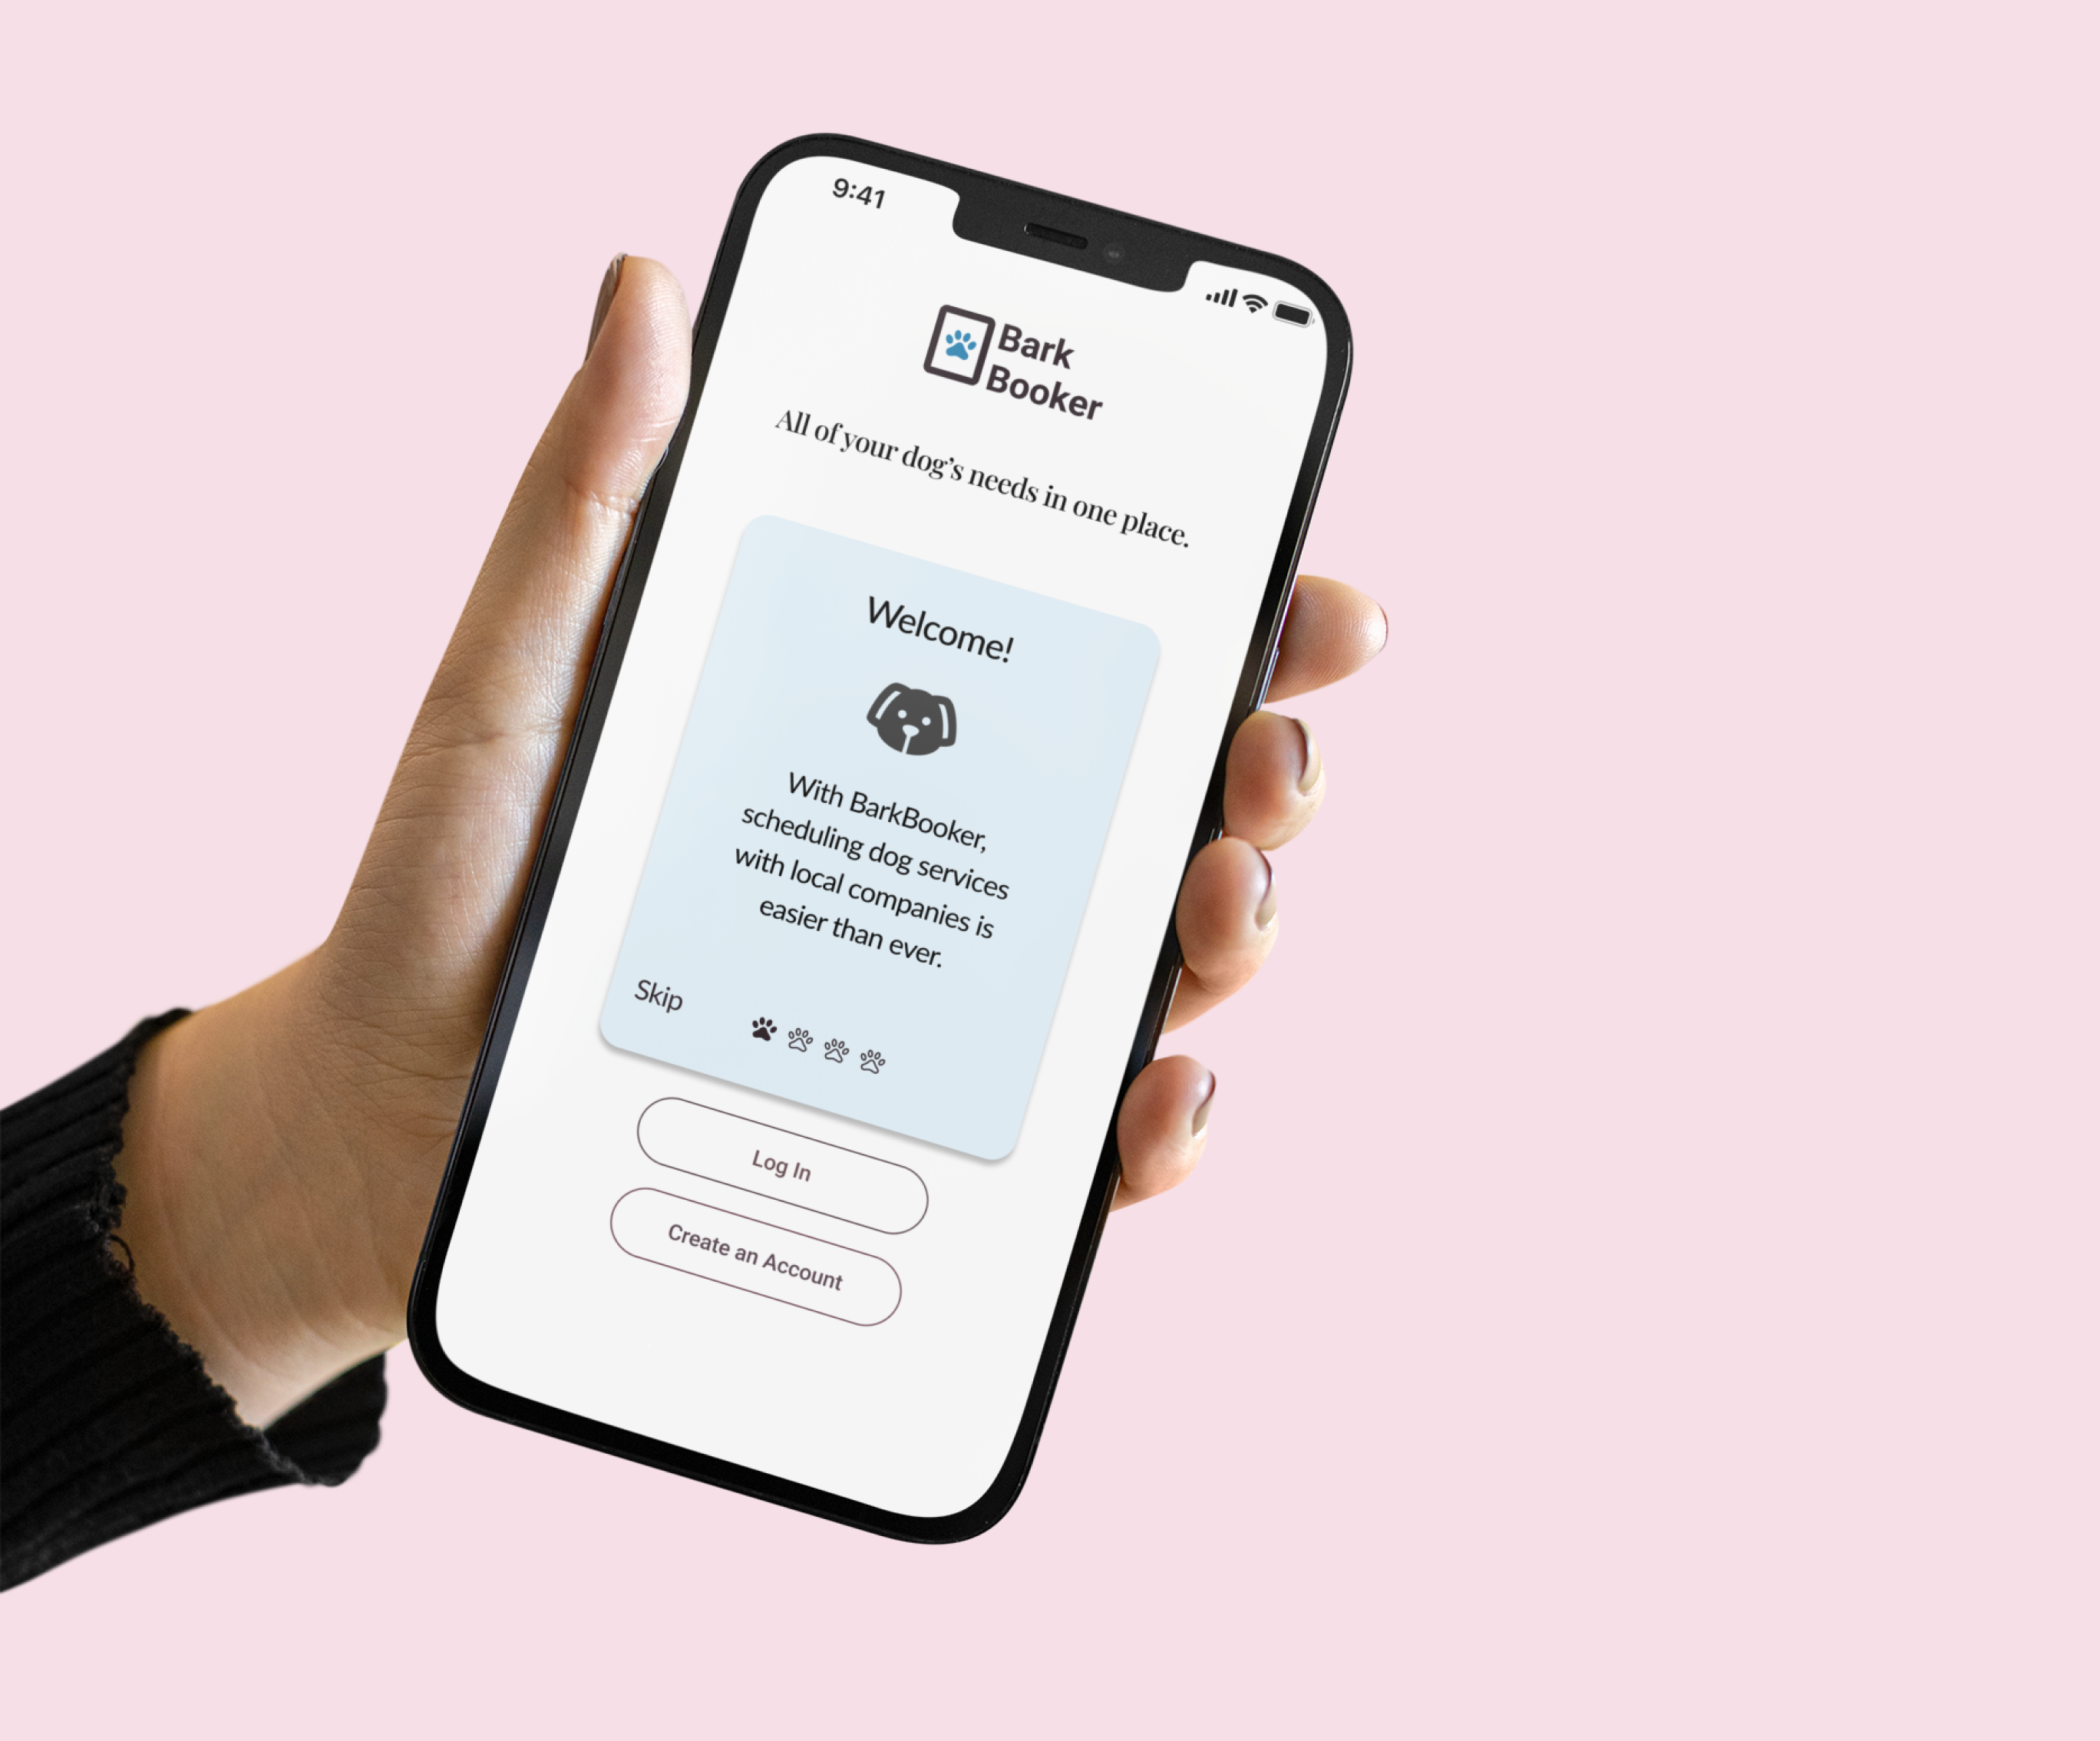 9:41
Bark
Booker
All of your dog’s needs in one place.
Welcome!
With BarkBooker,
scheduling dog services
with local companies is
easier than ever.
Skip
Log In
Create an Account